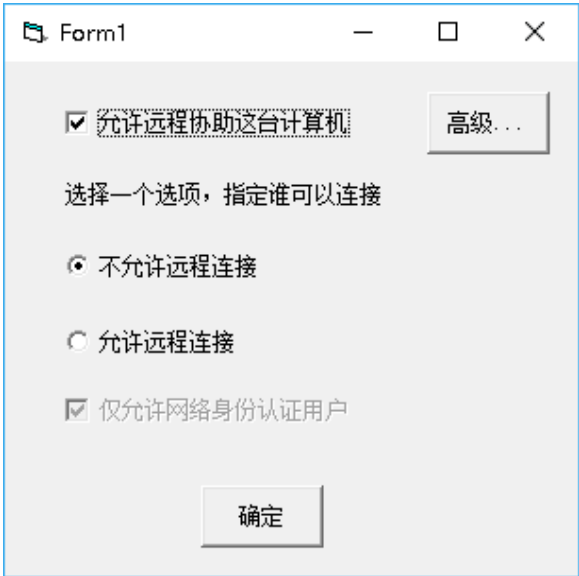 Form1
允许远程协助这台计算机
高级...
选择一个选项，指定谁可以连接
不允许远程连接
允许远程连接
仅允许网络身份认证用户
确定